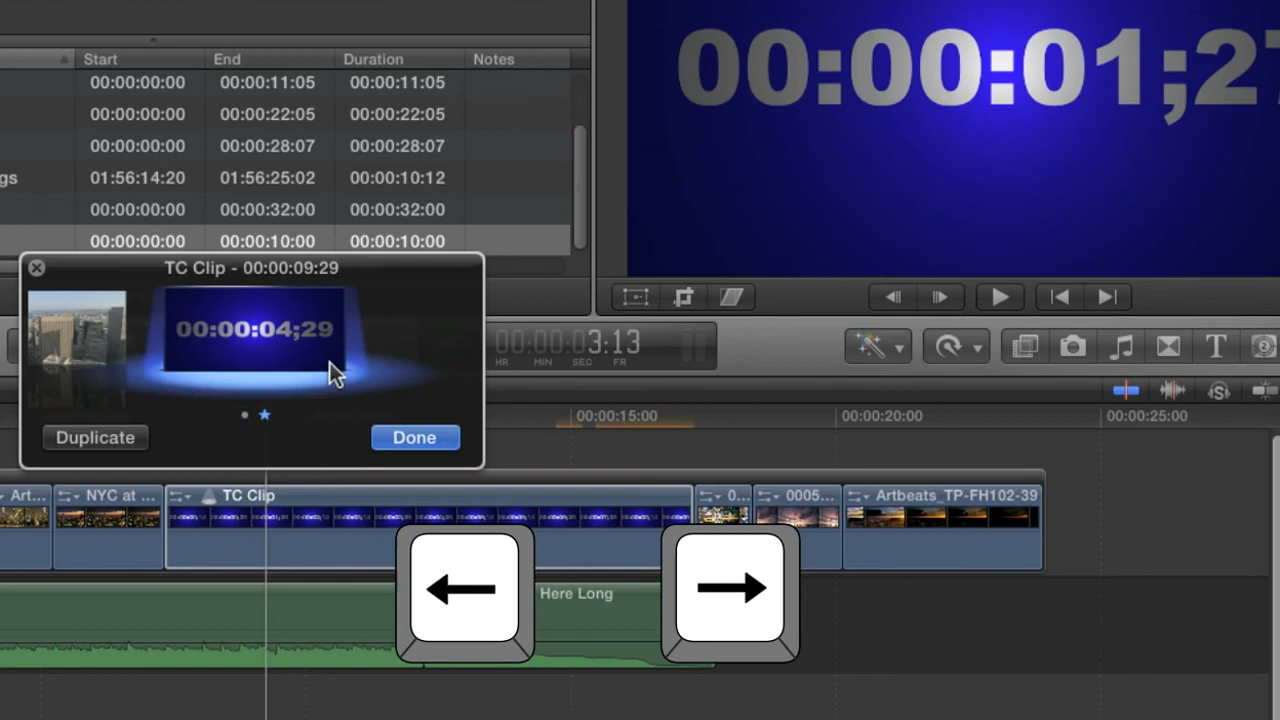 Start End Duration Notes
00:00:00:00 00:00:11:05 00:00:11:05
00:00:00:00 00:00:22:05 00:00:22:05
00:00:00:00 00:00:28:07 00:00:28:07
gs 01:56:14:20 01:56:25:02 00:00:10:12
00:00:00:00 00:00:32:00 00:00:32:00
00:00:00:00 00:00:10:00 00:00:10:00
00:00:01;27
TC Clip - 00:00:09:29
00:00:04;29
Duplicate Done
00:00:03:13
HR MIN SEC FR
T
00:00:15:00 00:00:20:00 00:00:25:00
Art... NYC at ... TC Clip 0... 0005... Artbeats_TP-FH102-39
Here Long